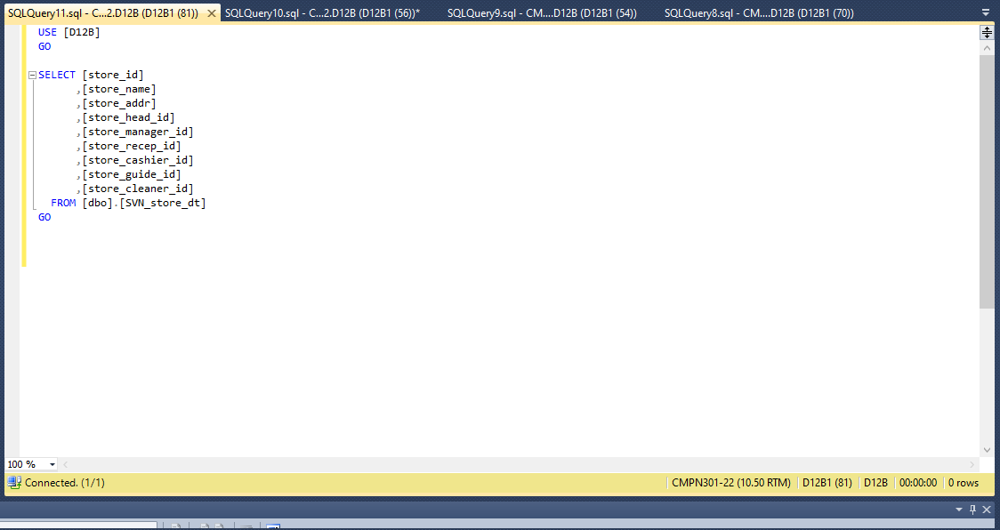 SQLQuery11.sql - C...2.D12B (D12B1 (81)) SQLQuery10.sql - C...2.D12B (D12B1 (56))* SQLQuery9.sql - CM....D12B (D12B1 (54)) SQLQuery8.sql - CM....D12B (D12B1 (70))
USE [D12B]
GO
SELECT [store_id]
,[store_name]
,[store_addr]
,[store_head_id]
,[store_manager_id]
,[store_recep_id]
,[store_cashier_id]
,[store_guide_id]
,[store_cleaner_id]
FROM [dbo].[SVN_store_dt]
GO
100 %
Connected. (1/1) CMPN301-22 (10.50 RTM) D12B1 (81) D12B 00:00:00 0 rows